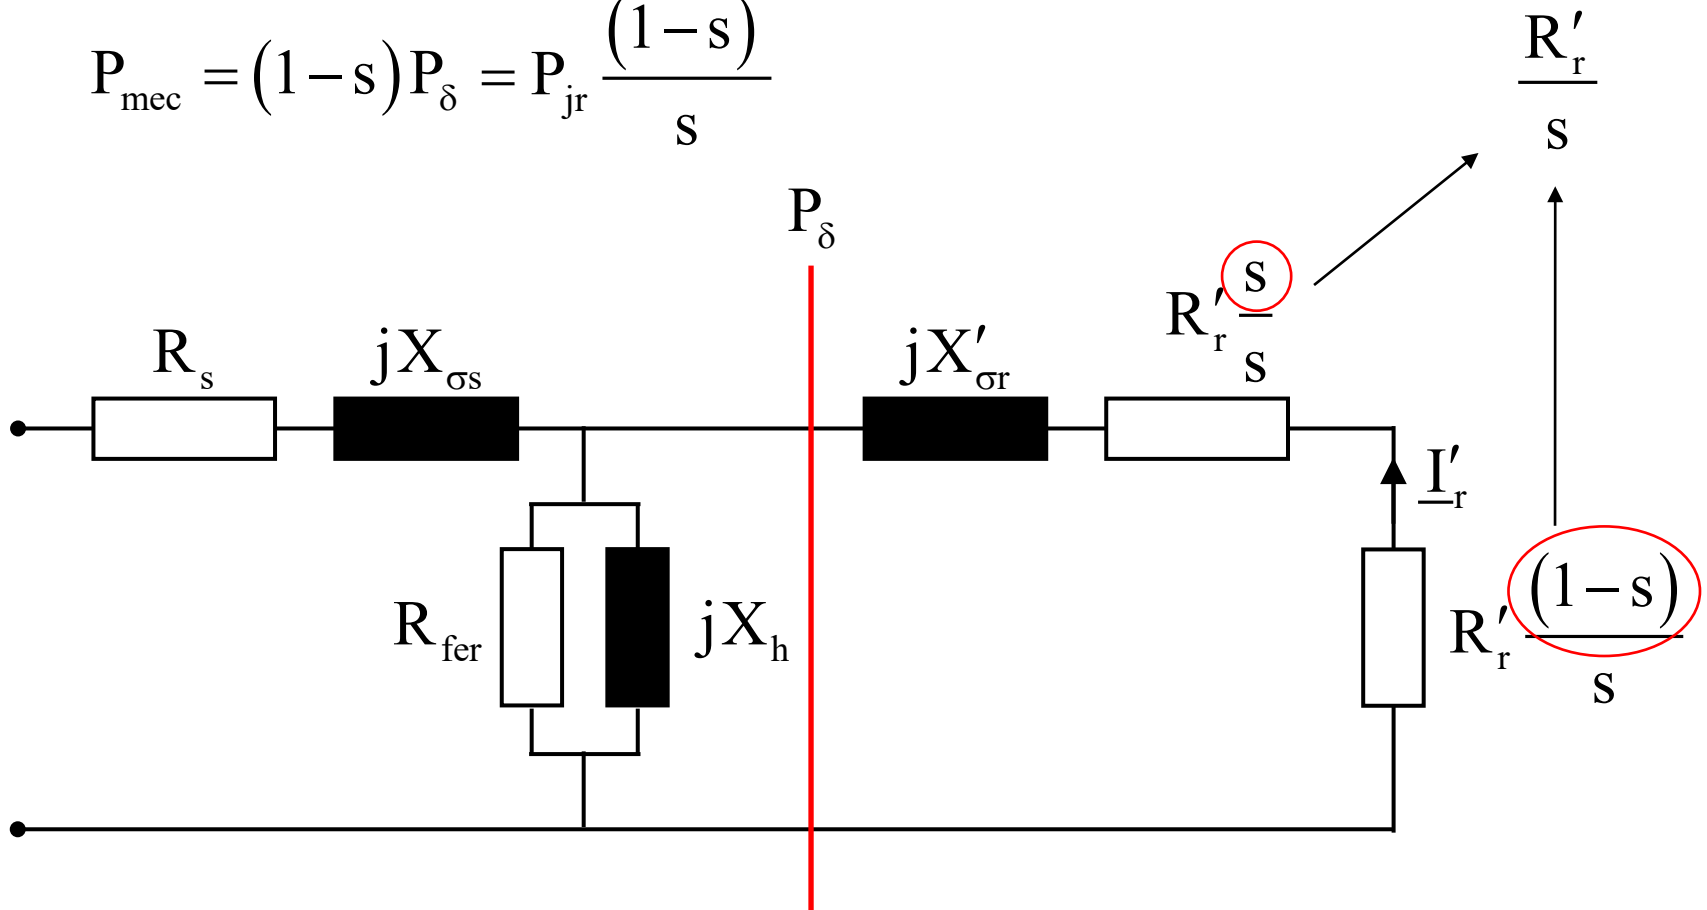 P_mec = (1 − s) P_δ = P_jr (1 − s) / s
R′_r / s
P_δ
R_s
jX_σs
jX′_σr
R′_r s / s
I′_r
R_fer
jX_h
R′_r (1 − s) / s